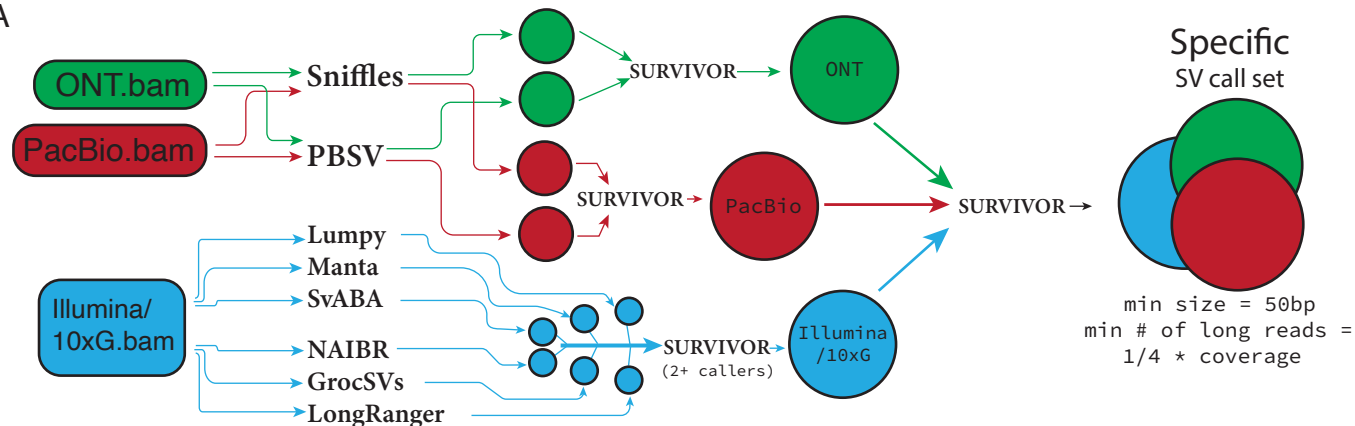 A
ONT.bam
PacBio.bam
Sniffles
PBSV
SURVIVOR
ONT
SURVIVOR
PacBio
Illumina/
10xG.bam
Lumpy
Manta
SvABA
NAIBR
GrocSVs
LongRanger
SURVIVOR
(2+ callers)
Illumina
/10xG
SURVIVOR
Specific
SV call set
min size = 50bp
min # of long reads =
1/4 * coverage